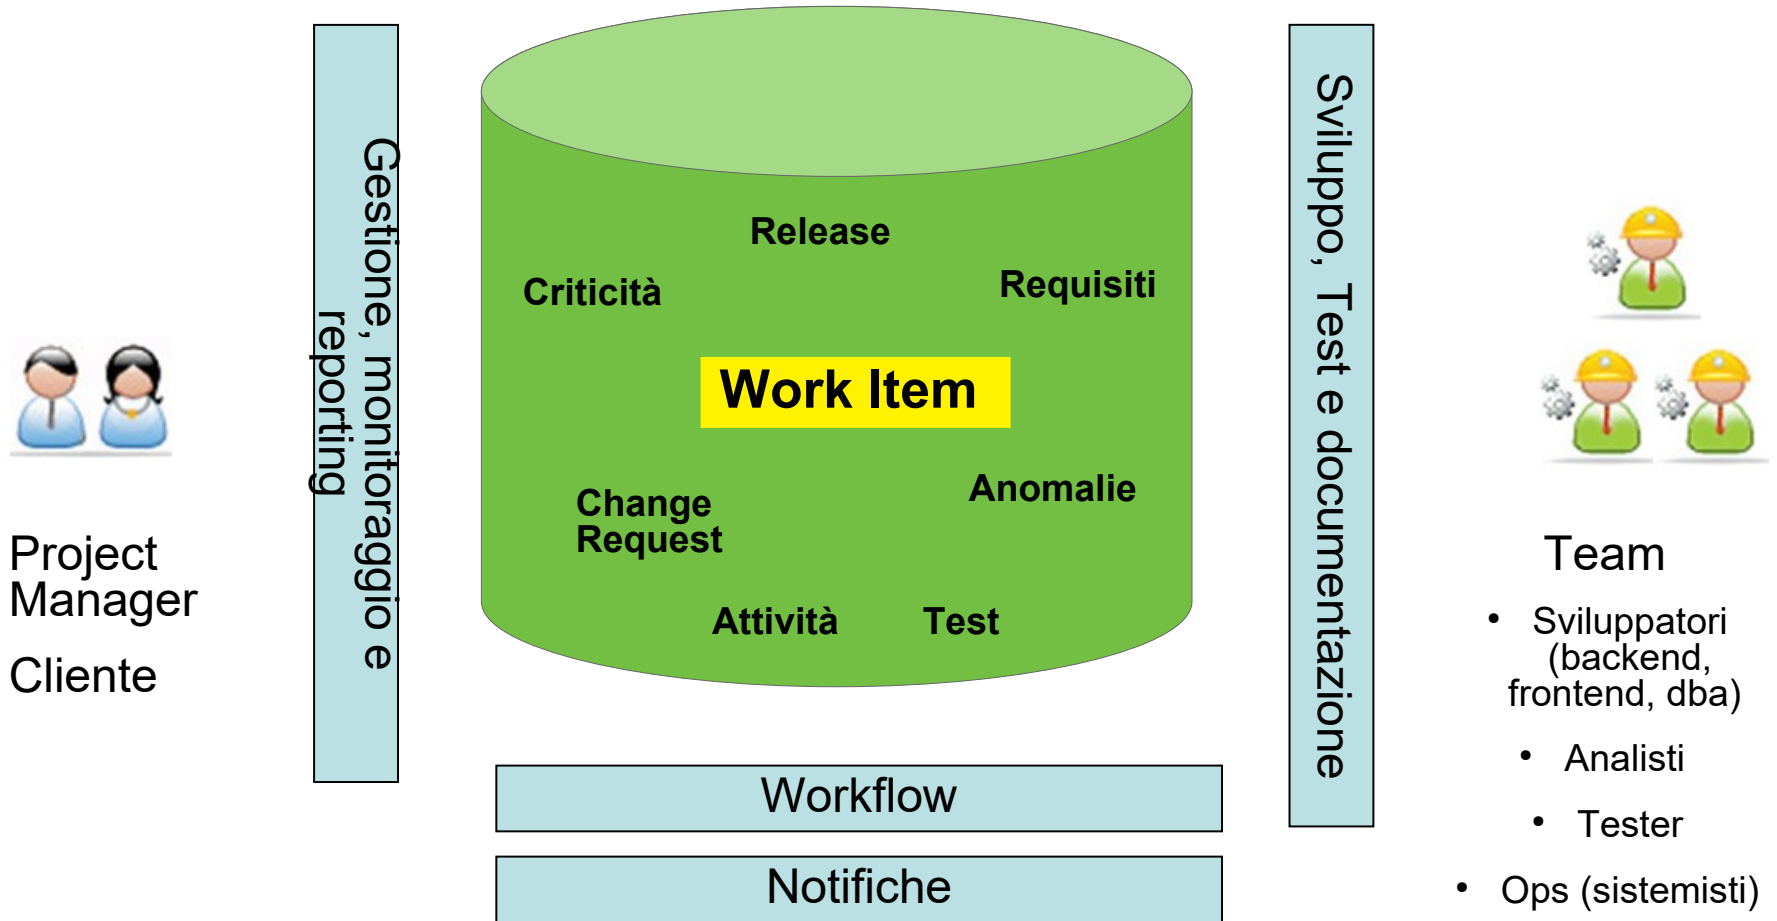 Project
Manager
Cliente
Gestione, monitoraggio e
reporting
Release
Criticità
Requisiti
Work Item
Change
Request
Anomalie
Attività
Test
Workflow
Notifiche
Sviluppo, Test e documentazione
Team
• Sviluppatori
(backend,
frontend, dba)
• Analisti
• Tester
• Ops (sistemisti)